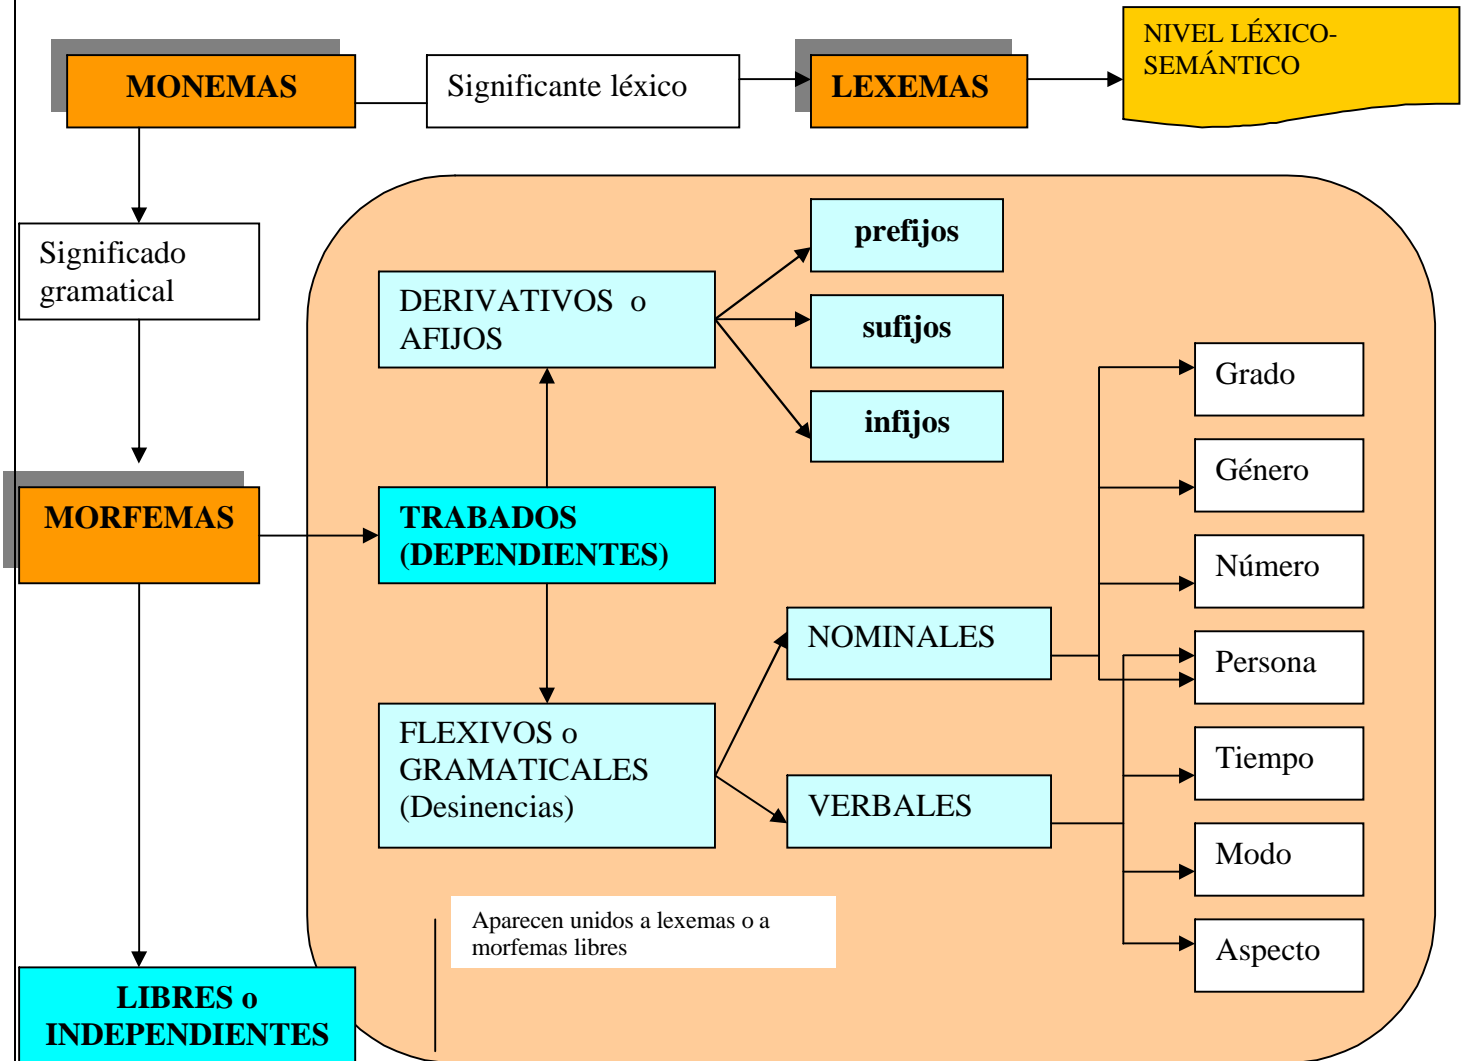 MONEMAS
Significante léxico
LEXEMAS
NIVEL LÉXICO-
SEMÁNTICO
Significado
gramatical
DERIVATIVOS o
AFIJOS
prefijos
sufijos
infijos
MORFEMAS
TRABADOS
(DEPENDIENTES)
FLEXIVOS o
GRAMATICALES
(Desinencias)
NOMINALES
VERBALES
Grado
Género
Número
Persona
Tiempo
Modo
Aspecto
Aparecen unidos a lexemas o a
morfemas libres
LIBRES o
INDEPENDIENTES